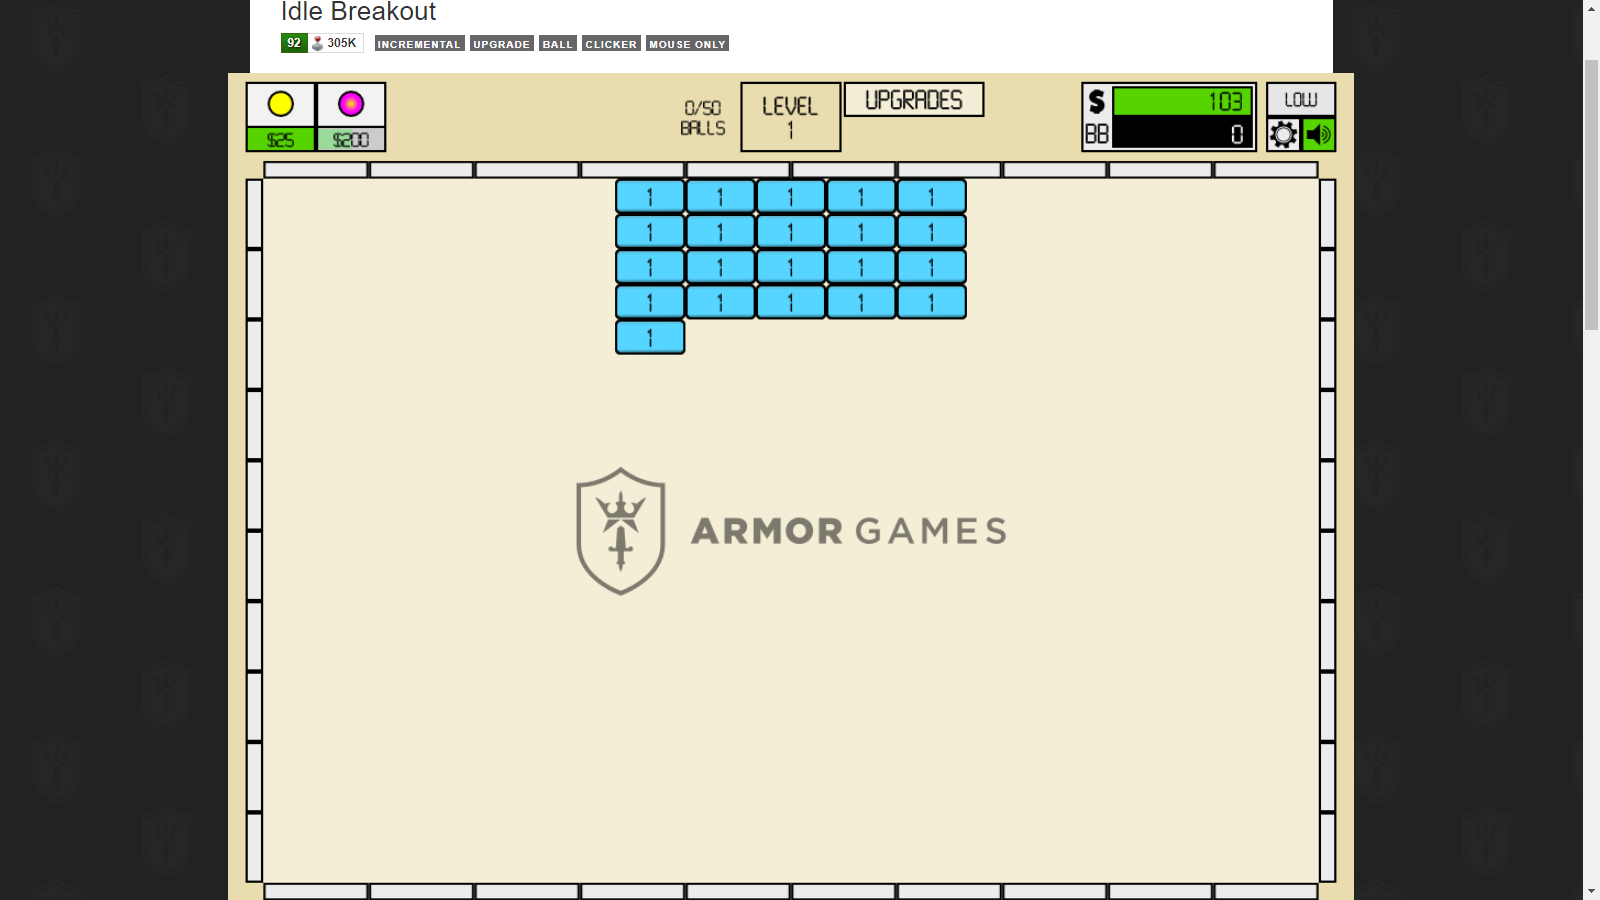 Idle Breakout
92 305K INCREMENTAL UPGRADE BALL CLICKER MOUSE ONLY
$25 $200
0/50
BALLS
LEVEL
1
UPGRADES
$ 103
BB 0
LOW
1 1 1 1 1
1 1 1 1 1
1 1 1 1 1
1 1 1 1 1
1
ARMOR GAMES